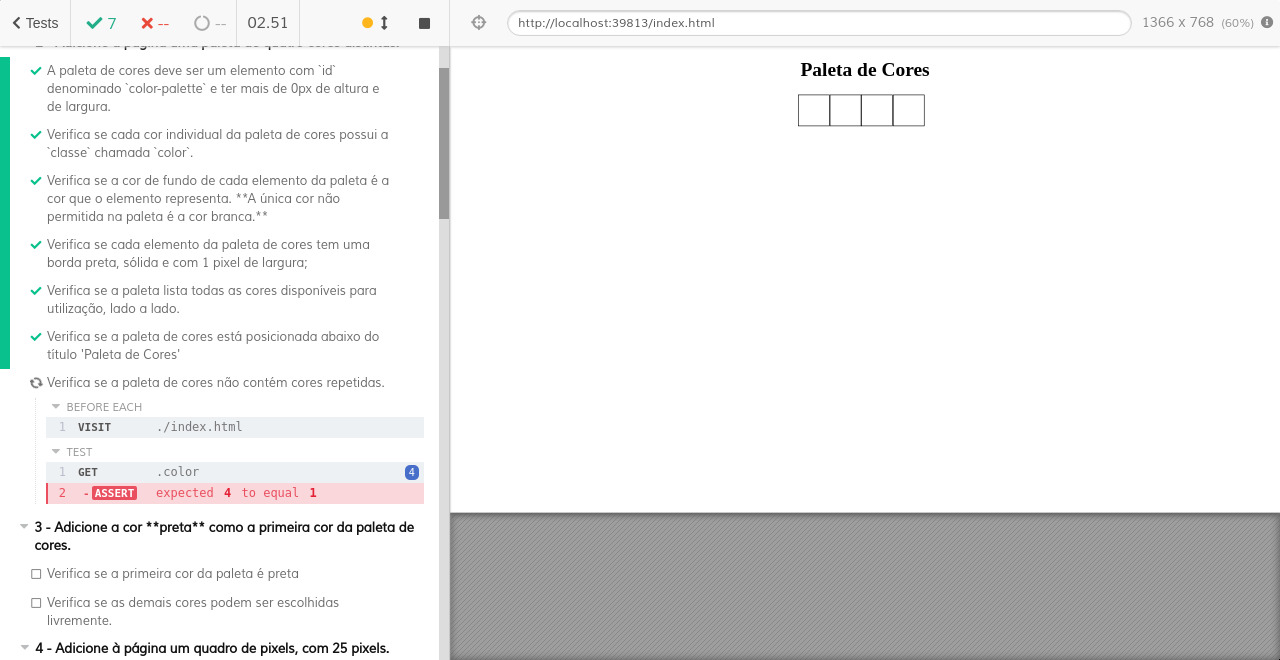 Tests
7
--
--
02.51
http://localhost:39813/index.html
1366 x 768 (60%)
2 - Adicione à página uma paleta de quatro cores distintas.
A paleta de cores deve ser um elemento com `id`
denominado `color-palette` e ter mais de 0px de altura e
de largura.
Verifica se cada cor individual da paleta de cores possui a
`classe` chamada `color`.
Verifica se a cor de fundo de cada elemento da paleta é a
cor que o elemento representa. **A única cor não
permitida na paleta é a cor branca.**
Verifica se cada elemento da paleta de cores tem uma
borda preta, sólida e com 1 pixel de largura;
Verifica se a paleta lista todas as cores disponíveis para
utilização, lado a lado.
Verifica se a paleta de cores está posicionada abaixo do
título 'Paleta de Cores'
Verifica se a paleta de cores não contém cores repetidas.
BEFORE EACH
1 VISIT ./index.html
TEST
1 GET .color 4
2 -ASSERT expected 4 to equal 1
3 - Adicione a cor **preta** como a primeira cor da paleta de
cores.
Verifica se a primeira cor da paleta é preta
Verifica se as demais cores podem ser escolhidas
livremente.
4 - Adicione à página um quadro de pixels, com 25 pixels.
Paleta de Cores